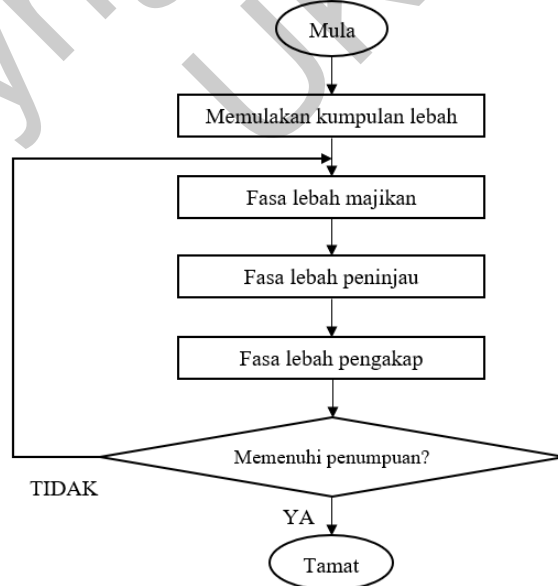 Mula
Memulakan kumpulan lebah
Fasa lebah majikan
Fasa lebah peninjau
Fasa lebah pengakap
Memenuhi penumpuan?
TIDAK
YA
Tamat